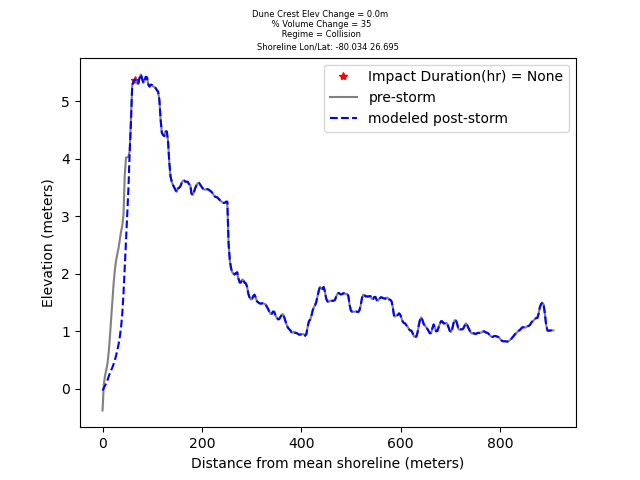 Dune Crest Elev Change = 0.0m
% Volume Change = 35
Regime = Collision
Shoreline Lon/Lat: -80.034 26.695
Impact Duration(hr) = None
pre-storm
modeled post-storm
Elevation (meters)
5
4
3
2
1
0
0 200 400 600 800
Distance from mean shoreline (meters)